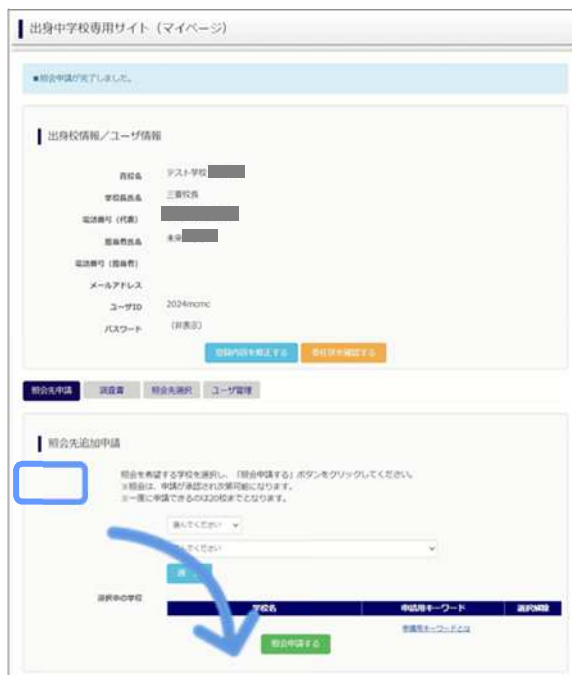 出身中学校専用サイト（マイページ）
■照会申請が完了しました。
出身校情報／ユーザ情報
高校名 テスト学校
学校長氏名 三重校長
電話番号（代表）
担当者氏名
電話番号（担当者）
メールアドレス
ユーザID 2024mcmc
パスワード （非表示）
登録内容を修正する 委任状を確認する
照会先申請 調査書 照会先選択 ユーザ管理
照会先追加申請
照会を希望する学校を選択し、「照会申請する」ボタンをクリックしてください。
※照会は、申請が承認され次第可能になります。
※一度に申請できるのは20校までとなります。
選んでください
んでください
選択中の学校
学校名 申請用キーワード 選択解除
申請用キーワードとは
照会申請する